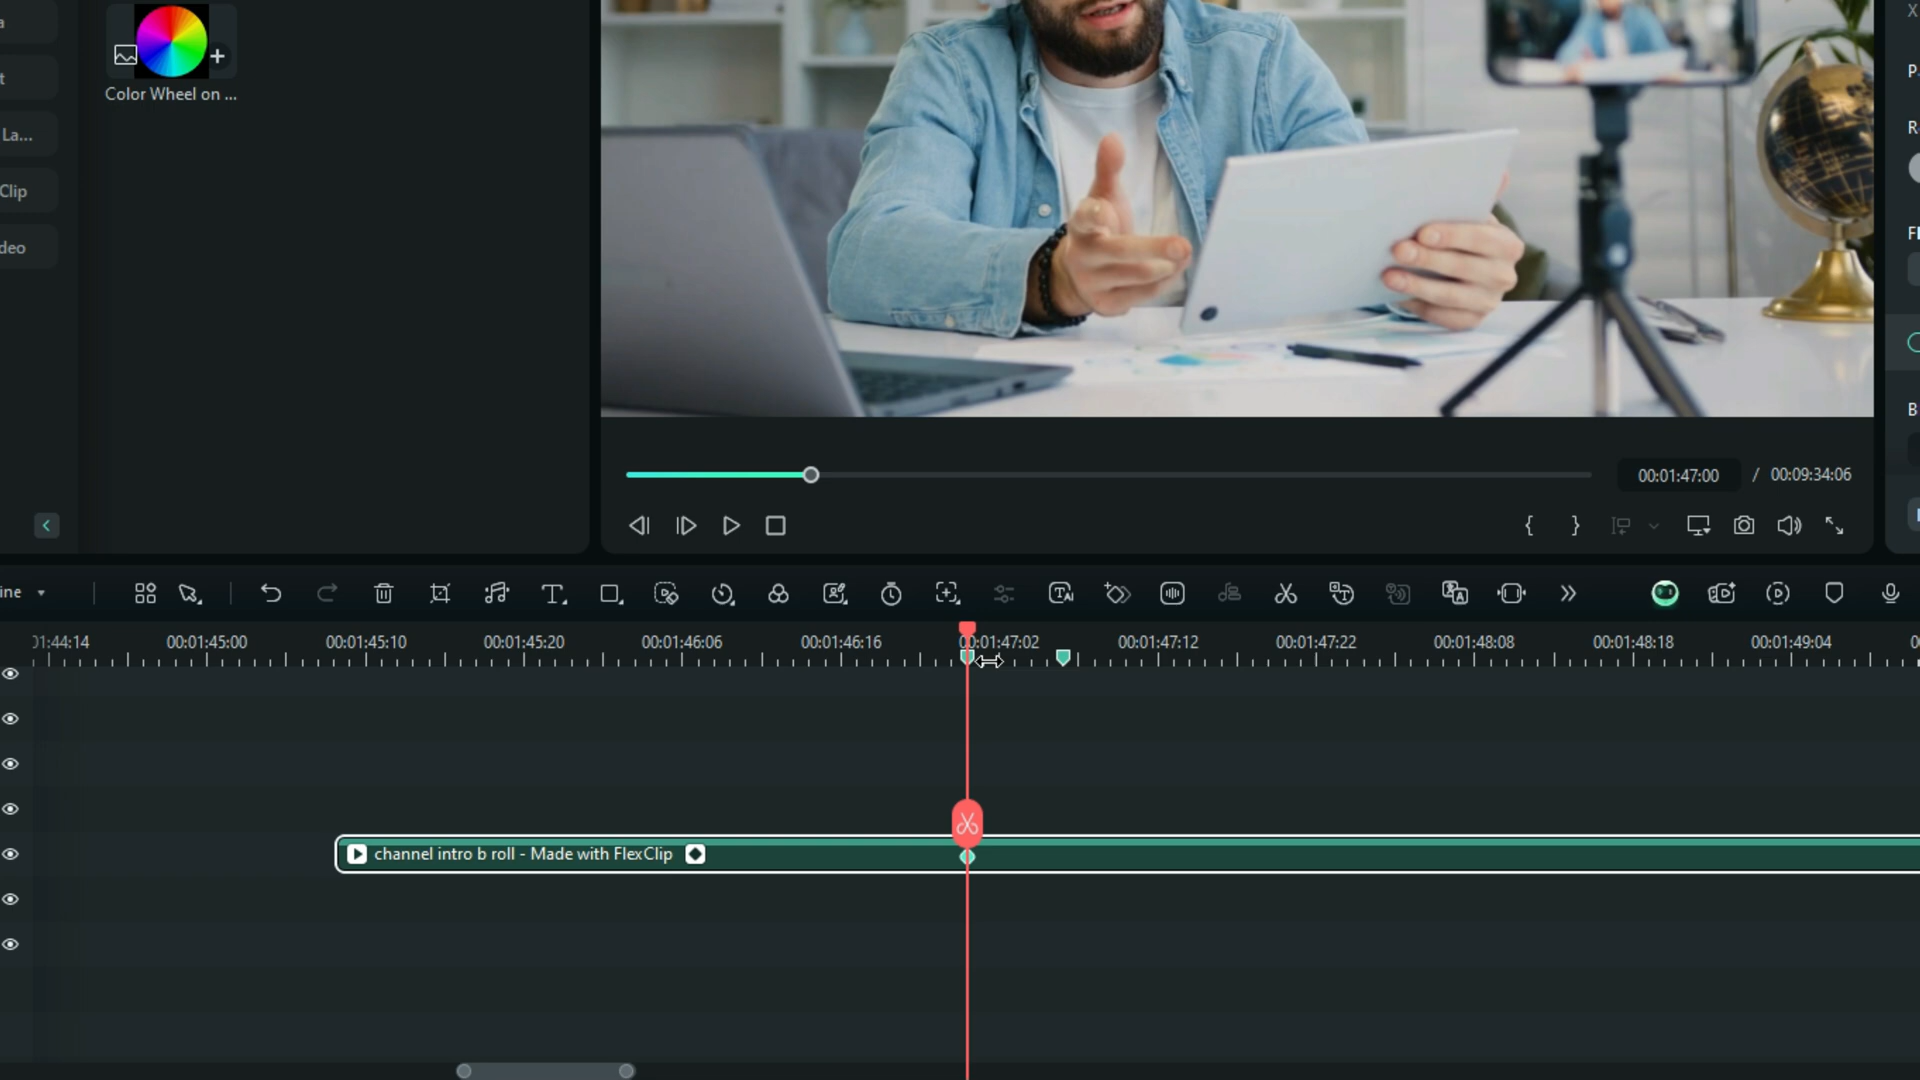 La...
Clip
deo
Color Wheel on ...
00:01:47:00 / 00:09:34:06
ine
01:44:14 00:01:45:00 00:01:45:10 00:01:45:20 00:01:46:06 00:01:46:16 00:01:47:02 00:01:47:12 00:01:47:22 00:01:48:08 00:01:48:18 00:01:49:04
channel intro b roll - Made with FlexClip